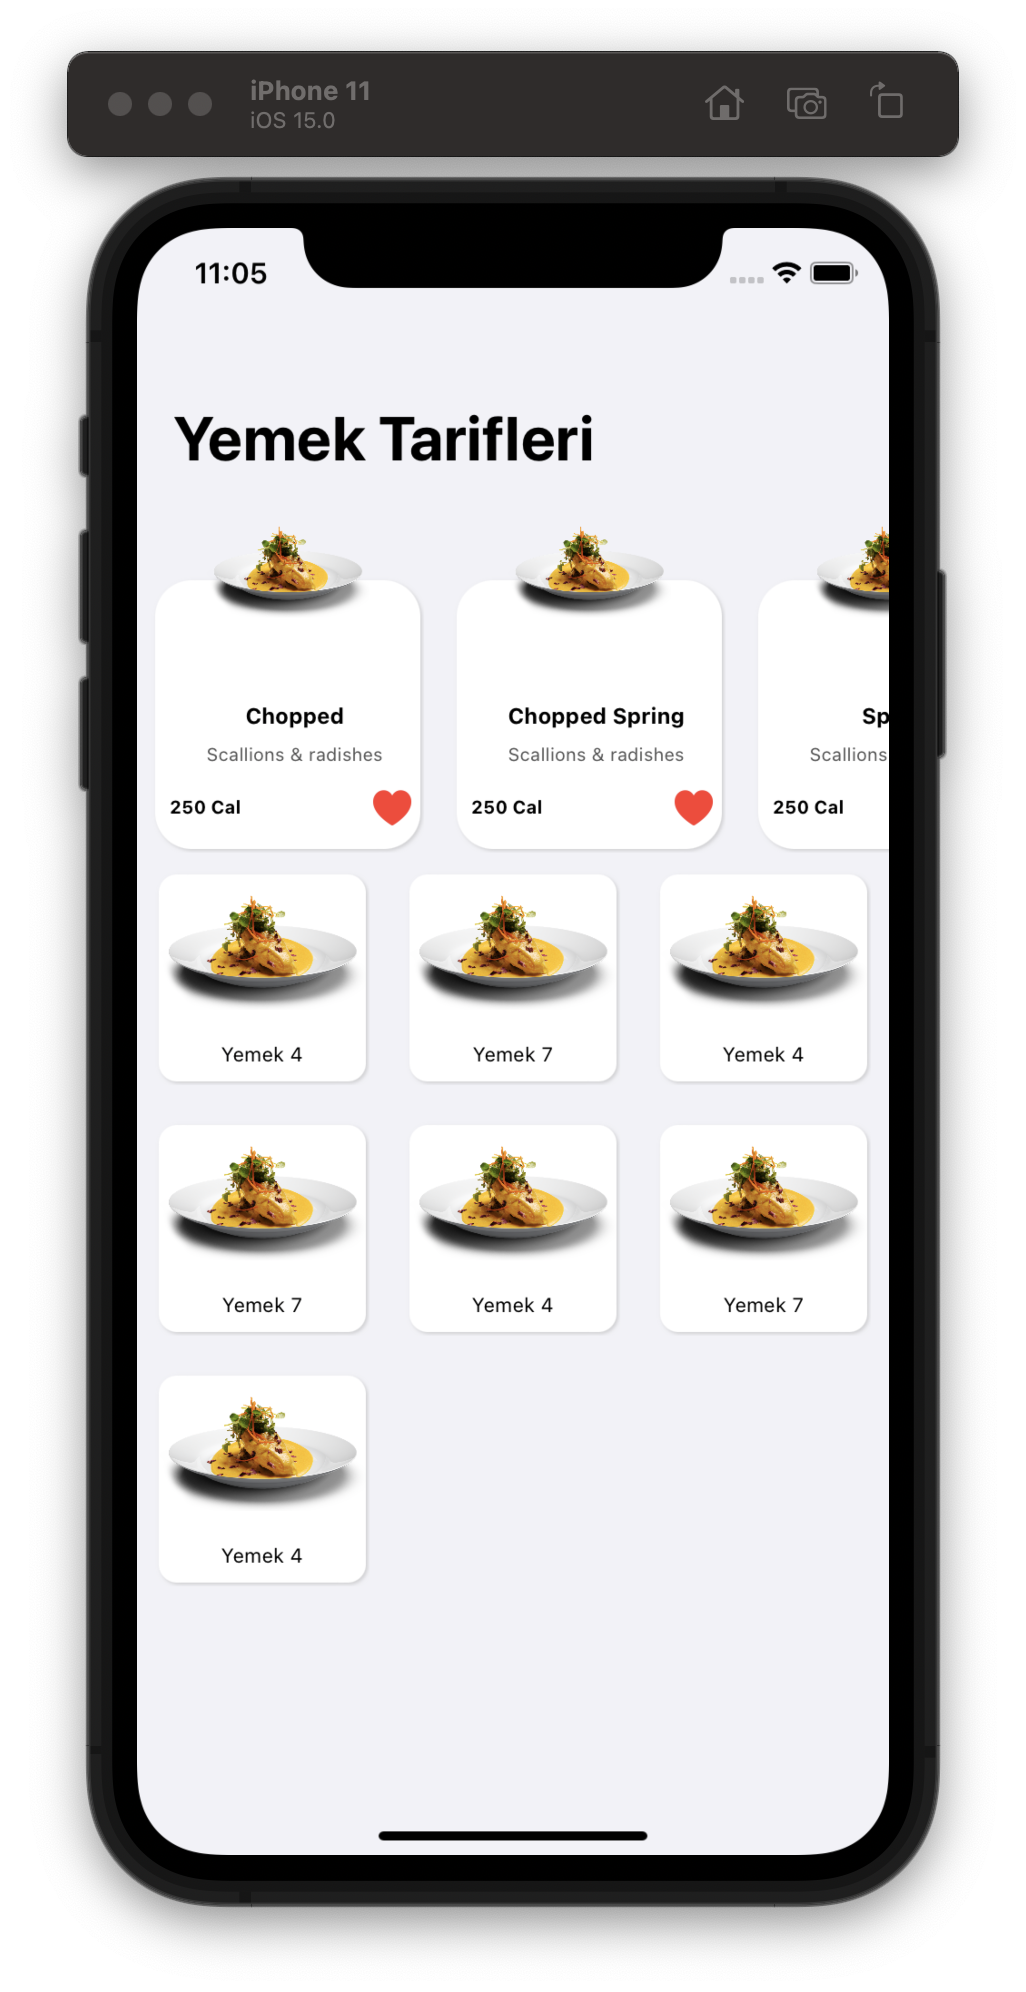 iPhone 11
iOS 15.0
11:05
Yemek Tarifleri
Chopped
Scallions & radishes
250 Cal
Chopped Spring
Scallions & radishes
250 Cal
Sp
Scallions
250 Cal
Yemek 4
Yemek 7
Yemek 4
Yemek 7
Yemek 4
Yemek 7
Yemek 4